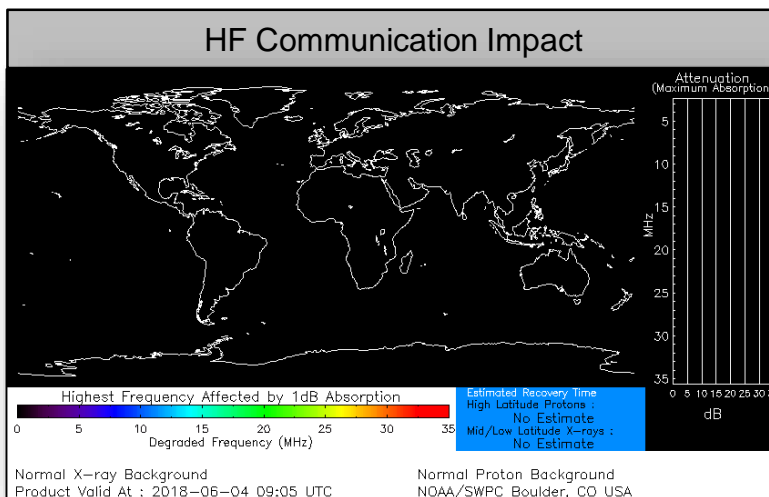 HF Communication Impact
Attenuation
(Maximum Absorption)
5
10
15
20
25
30
35
MHz
0 5 10 15 20 25 30
dB
Highest Frequency Affected by 1dB Absorption
0 5 10 15 20 25 30 35
Degraded Frequency (MHz)
Estimated Recovery Time
High Latitude Protons :
No Estimate
Mid/Low Latitude X-rays :
No Estimate
Normal X-ray Background
Normal Proton Background
Product Valid At : 2018-06-04 09:05 UTC
NOAA/SWPC Boulder, CO USA